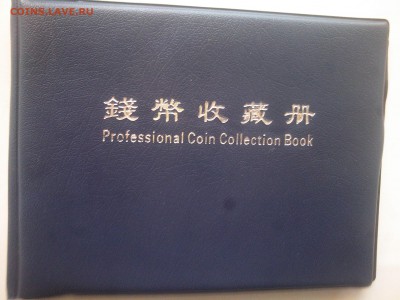 COINS.LAVE.RU
錢幣收藏册
Professional Coin Collection Book